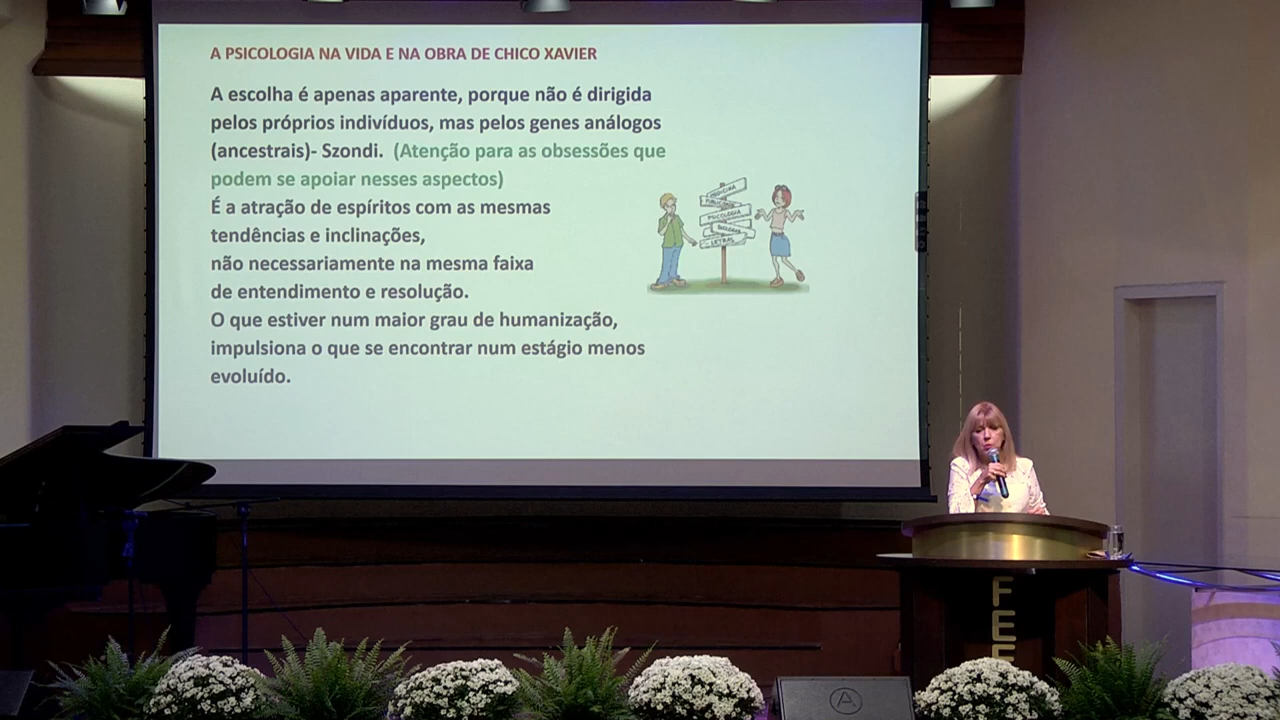 A PSICOLOGIA NA VIDA E NA OBRA DE CHICO XAVIER
A escolha é apenas aparente, porque não é dirigida
pelos próprios indivíduos, mas pelos genes análogos
(ancestrais)- Szondi. (Atenção para as obsessões que
podem se apoiar nesses aspectos)
É a atração de espíritos com as mesmas
tendências e inclinações,
não necessariamente na mesma faixa
de entendimento e resolução.
O que estiver num maior grau de humanização,
impulsiona o que se encontrar num estágio menos
evoluído.
MEDICINA
PSICOLOGIA
LETRAS